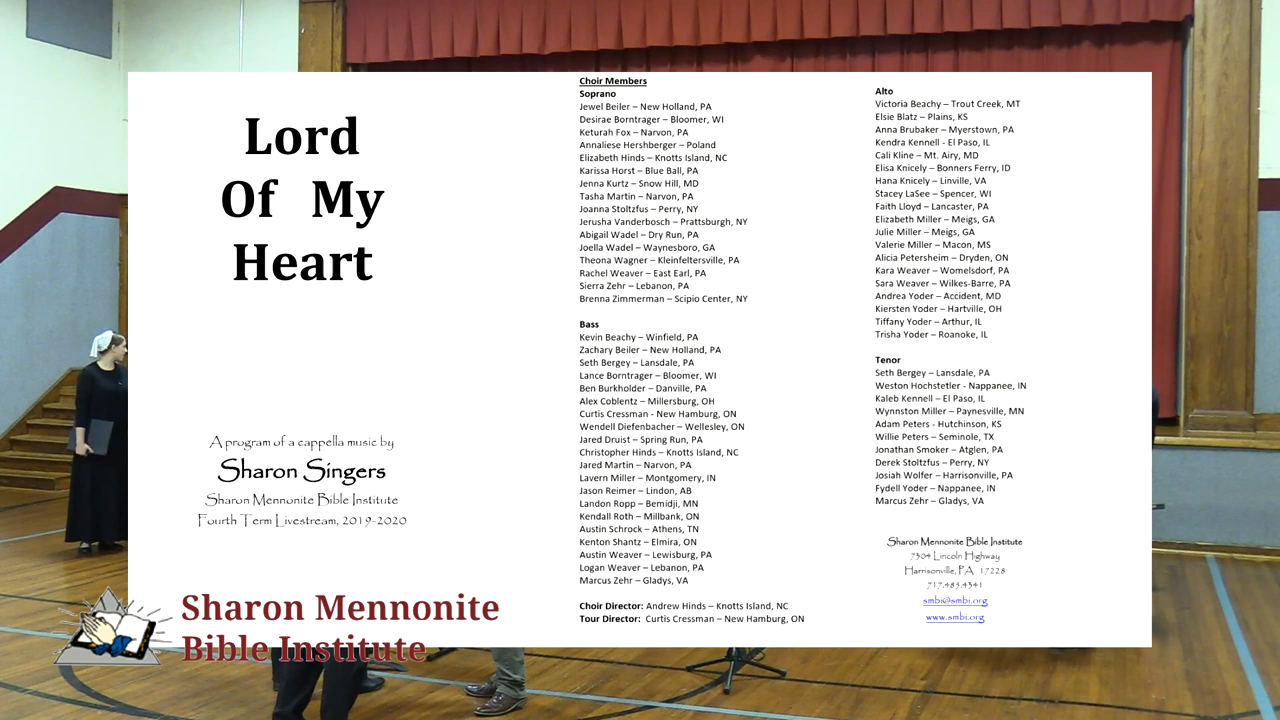 Lord
Of My
Heart
A program of a cappella music by
Sharon Singers
Sharon Mennonite Bible Institute
Fourth Term Livestream, 2019-2020
Sharon Mennonite
Bible Institute
Choir Members
Soprano
Jewel Beiler – New Holland, PA
Desirae Borntrager – Bloomer, WI
Keturah Fox – Narvon, PA
Annaliese Hershberger – Poland
Elizabeth Hinds – Knotts Island, NC
Karissa Horst – Blue Ball, PA
Jenna Kurtz – Snow Hill, MD
Tasha Martin – Narvon, PA
Joanna Stoltzfus – Perry, NY
Jerusha Vanderbosch – Prattsburgh, NY
Abigail Wadel – Dry Run, PA
Joella Wadel – Waynesboro, GA
Theona Wagner – Kleinfeltersville, PA
Rachel Weaver – East Earl, PA
Sierra Zehr – Lebanon, PA
Brenna Zimmerman – Scipio Center, NY
Bass
Kevin Beachy – Winfield, PA
Zachary Beiler – New Holland, PA
Seth Bergey – Lansdale, PA
Lance Borntrager – Bloomer, WI
Ben Burkholder – Danville, PA
Alex Coblentz – Millersburg, OH
Curtis Cressman - New Hamburg, ON
Wendell Diefenbacher – Wellesley, ON
Jared Druist – Spring Run, PA
Christopher Hinds – Knotts Island, NC
Jared Martin – Narvon, PA
Lavern Miller – Montgomery, IN
Jason Reimer – Lindon, AB
Landon Ropp – Bemidji, MN
Kendall Roth – Millbank, ON
Austin Schrock – Athens, TN
Kenton Shantz – Elmira, ON
Austin Weaver – Lewisburg, PA
Logan Weaver – Lebanon, PA
Marcus Zehr – Gladys, VA
Choir Director: Andrew Hinds – Knotts Island, NC
Tour Director: Curtis Cressman – New Hamburg, ON
Alto
Victoria Beachy – Trout Creek, MT
Elsie Blatz – Plains, KS
Anna Brubaker – Myerstown, PA
Kendra Kennell - El Paso, IL
Cali Kline – Mt. Airy, MD
Elisa Knicely – Bonners Ferry, ID
Hana Knicely – Linville, VA
Stacey LaSee – Spencer, WI
Faith Lloyd – Lancaster, PA
Elizabeth Miller – Meigs, GA
Julie Miller – Meigs, GA
Valerie Miller – Macon, MS
Alicia Petersheim – Dryden, ON
Kara Weaver – Womelsdorf, PA
Sara Weaver – Wilkes-Barre, PA
Andrea Yoder – Accident, MD
Kiersten Yoder – Hartville, OH
Tiffany Yoder – Arthur, IL
Trisha Yoder – Roanoke, IL
Tenor
Seth Bergey – Lansdale, PA
Weston Hochstetler - Nappanee, IN
Kaleb Kennell – El Paso, IL
Wynnston Miller – Paynesville, MN
Adam Peters - Hutchinson, KS
Willie Peters – Seminole, TX
Jonathan Smoker – Atglen, PA
Derek Stoltzfus – Perry, NY
Josiah Wolfer – Harrisonville, PA
Fydell Yoder – Nappanee, IN
Marcus Zehr – Gladys, VA
Sharon Mennonite Bible Institute
7304 Lincoln Highway
Harrisonville, PA 17228
717.485.4341
smbi@smbi.org
www.smbi.org